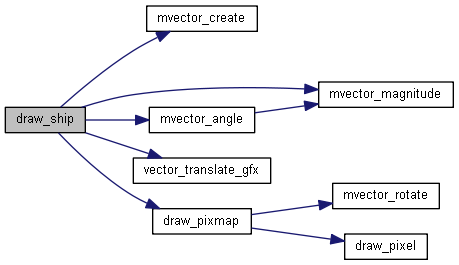 mvector_create
mvector_magnitude
draw_ship
mvector_angle
vector_translate_gfx
mvector_rotate
draw_pixmap
draw_pixel